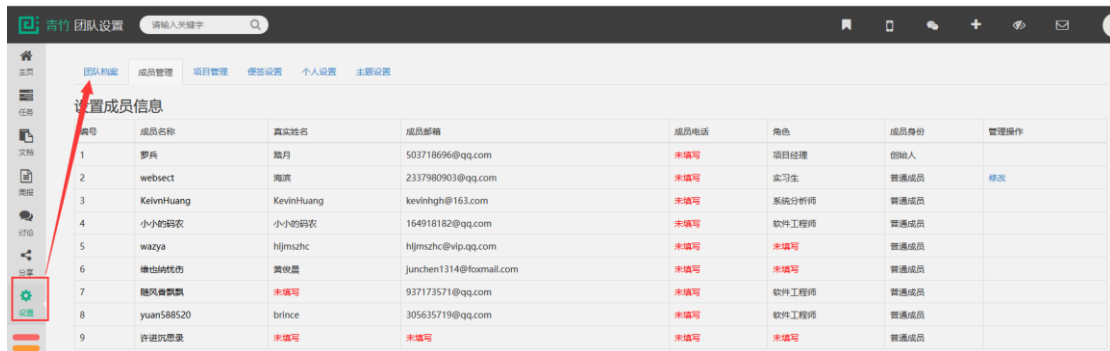 青竹 团队设置 请输入关键字
主页
任务
文档
周报
讨论
分享
设置
团队档案 成员管理 项目管理 便签设置 个人设置 主题设置
设置成员信息
编号 成员名称 真实姓名 成员邮箱 成员电话 角色 成员身份 管理操作
1 罗兵 踏月 503718696@qq.com 未填写 项目经理 创始人
2 websect 海滨 2337980903@qq.com 未填写 实习生 普通成员 修改
3 KeivnHuang KevinHuang kevinhgh@163.com 未填写 系统分析师 普通成员
4 小小的码农 小小的码农 164918182@qq.com 未填写 软件工程师 普通成员
5 wazya hljmszhc hljmszhc@vip.qq.com 未填写 未填写 普通成员
6 维也纳忧伤 黄俊晨 junchen1314@foxmail.com 未填写 未填写 普通成员
7 随风香飘飘 未填写 937173571@qq.com 未填写 软件工程师 普通成员
8 yuan588520 brince 305635719@qq.com 未填写 软件工程师 普通成员
9 许进沉思录 未填写 未填写 未填写 未填写 普通成员